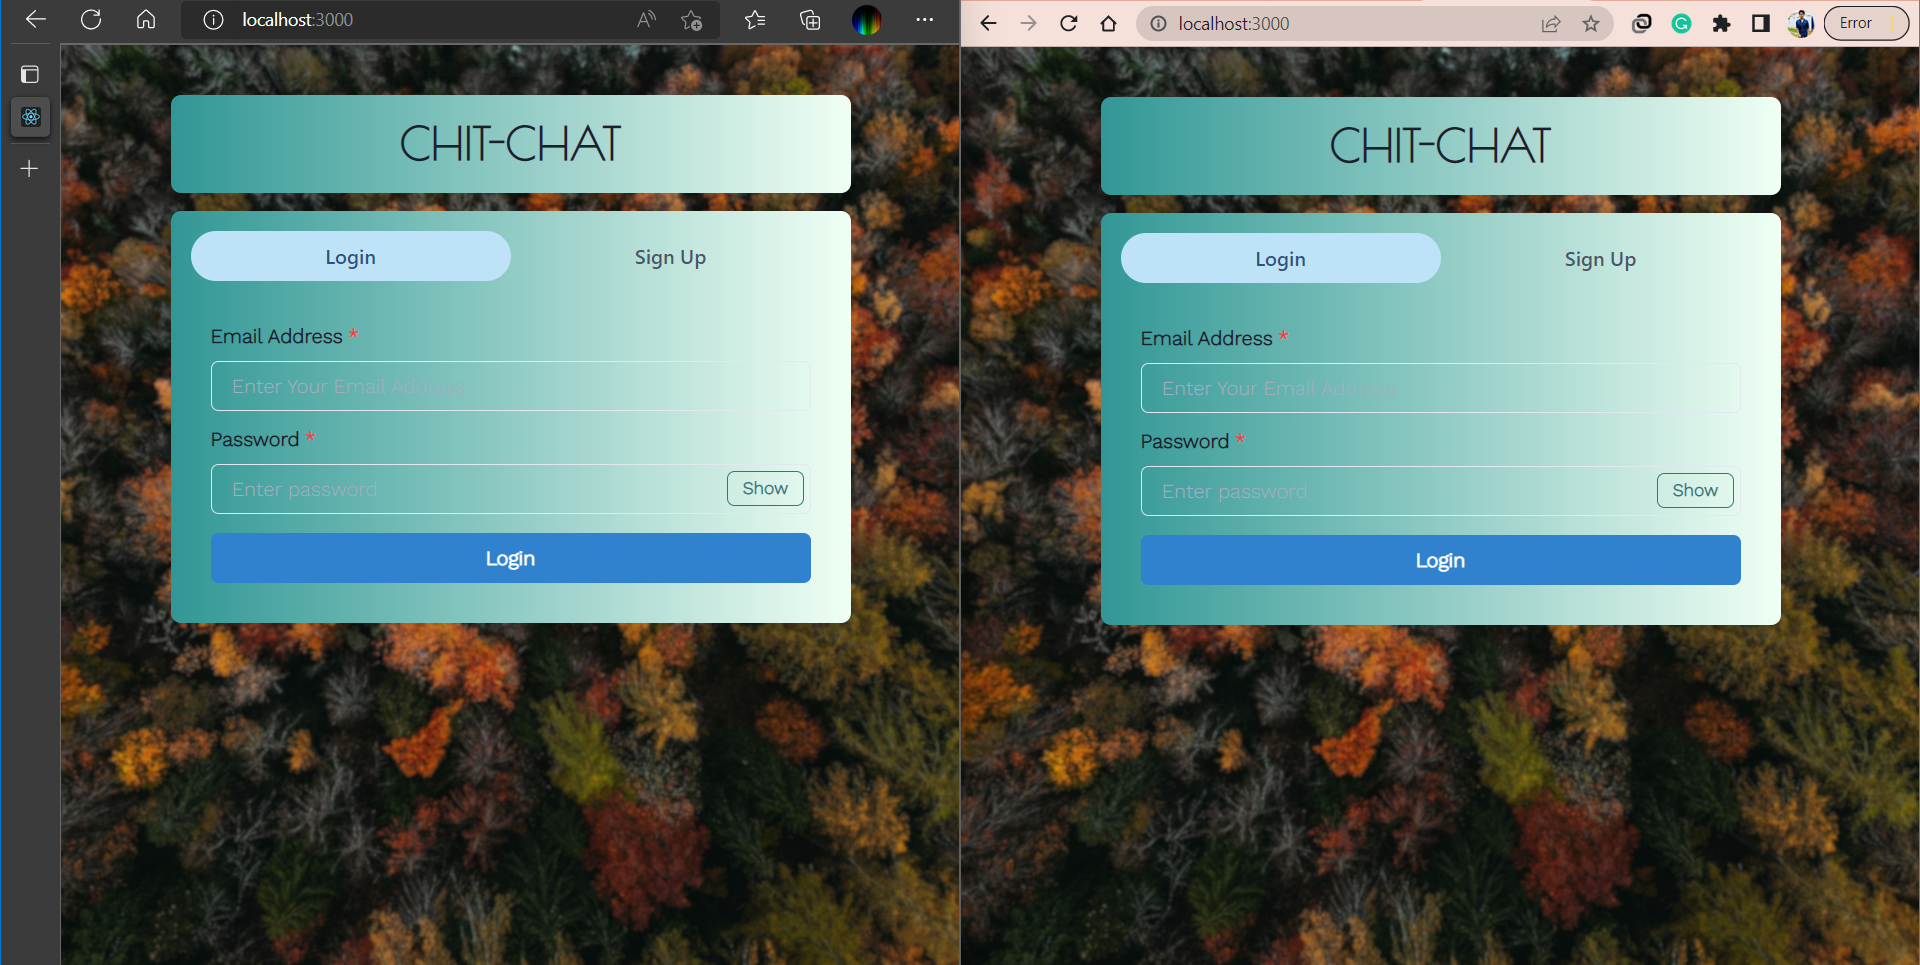 localhost:3000
CHIT-CHAT
Login
Sign Up
Email Address *
Enter Your Email Address
Password *
Enter password
Show
Login
localhost:3000
Error
CHIT-CHAT
Login
Sign Up
Email Address *
Enter Your Email Address
Password *
Enter password
Show
Login